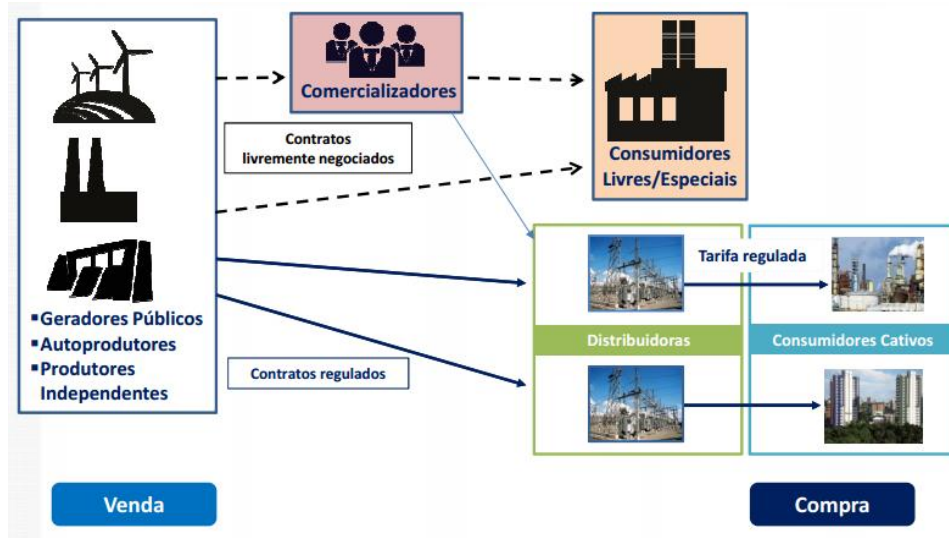 Comercializadores
Contratos
livremente negociados
Consumidores
Livres/Especiais
▪Geradores Públicos
▪Autoprodutores
▪Produtores
Independentes
Contratos regulados
Tarifa regulada
Distribuidoras
Consumidores Cativos
Venda
Compra